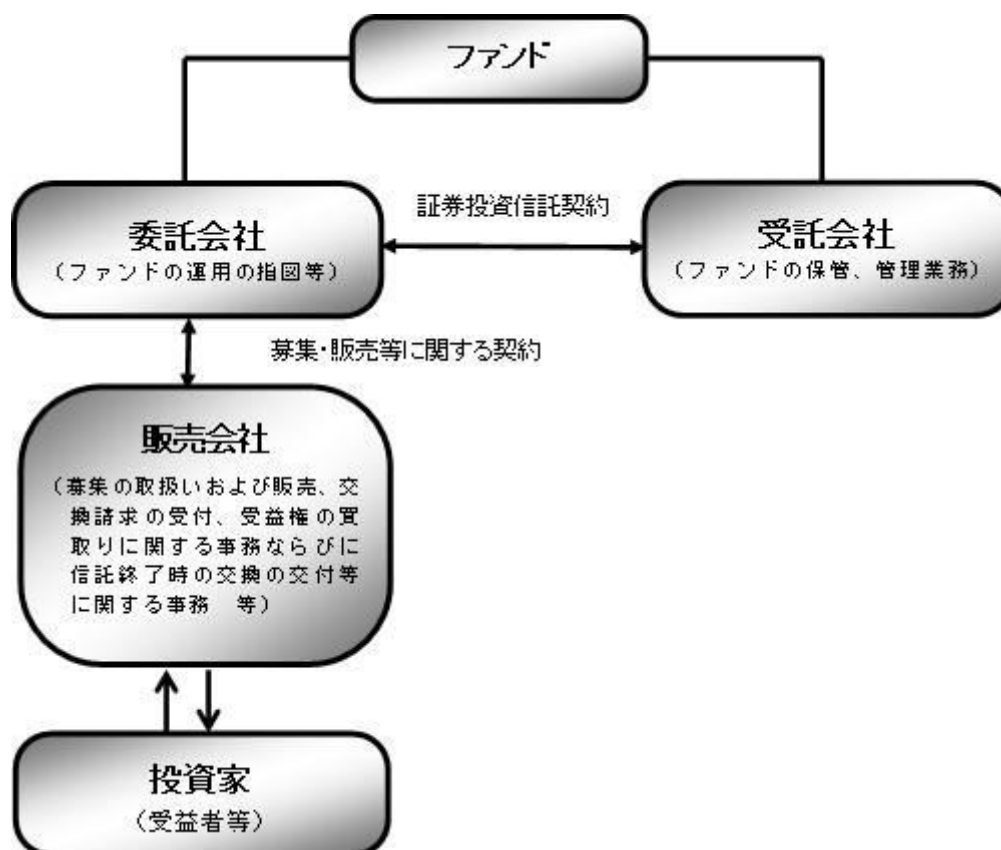 ファンド
証券投資信託契約
委託会社
(ファンドの運用の指図等)
受託会社
(ファンドの保管、管理業務)
募集・販売等に関する契約
販売会社
(募集の取扱いおよび販売、交
換請求の受付、受益権の買
取りに関する事務ならびに
信託終了時の交換の交付等
に関する事務 等)
投資家
(受益者等)